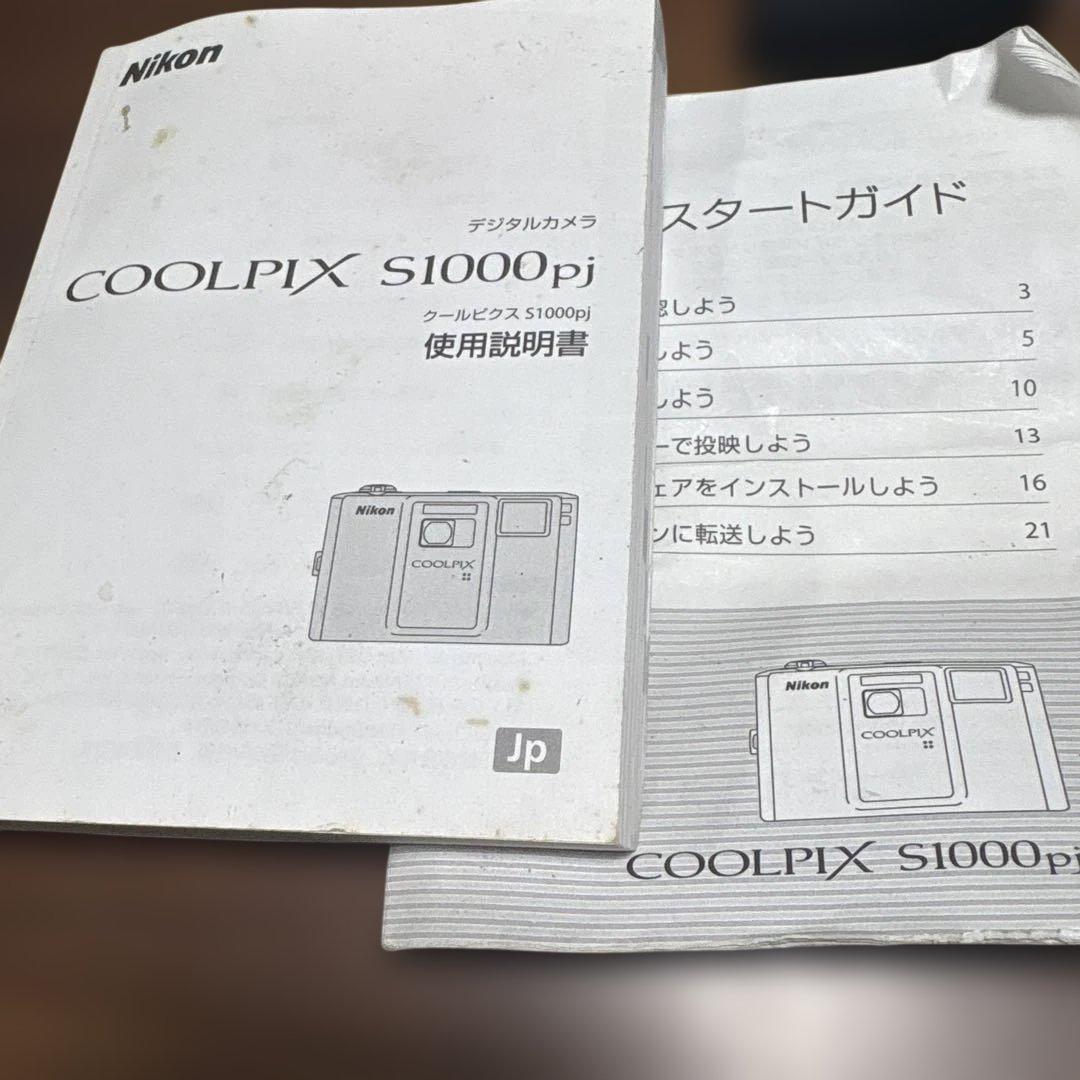 Nikon
デジタルカメラ
COOLPIX S1000pj
クールピクス S1000pj
使用説明書
Nikon
COOLPIX
Jp
スタートガイド
しよう 3
しよう 5
しよう 10
ーで投映しよう 13
ェアをインストールしよう 16
ンに転送しよう 21
Nikon
COOLPIX
COOLPIX S1000pj